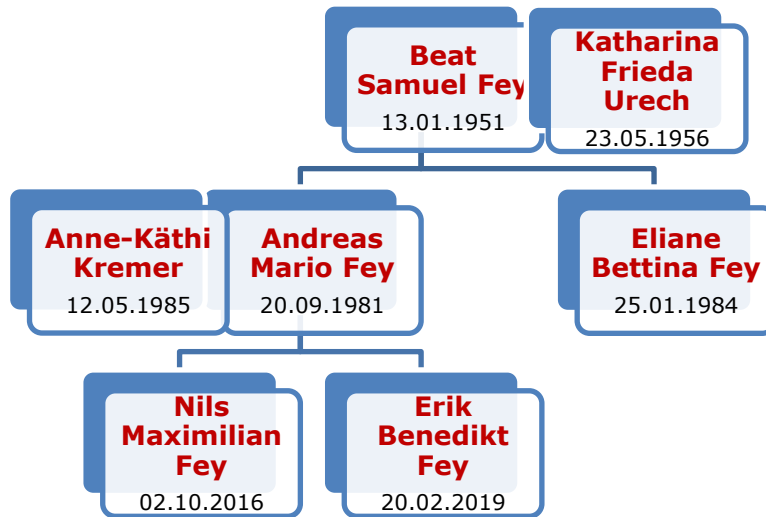 Beat
Samuel Fey
13.01.1951
Katharina
Frieda
Urech
23.05.1956
Anne-Käthi
Kremer
12.05.1985
Andreas
Mario Fey
20.09.1981
Eliane
Bettina Fey
25.01.1984
Nils
Maximilian
Fey
02.10.2016
Erik
Benedikt
Fey
20.02.2019